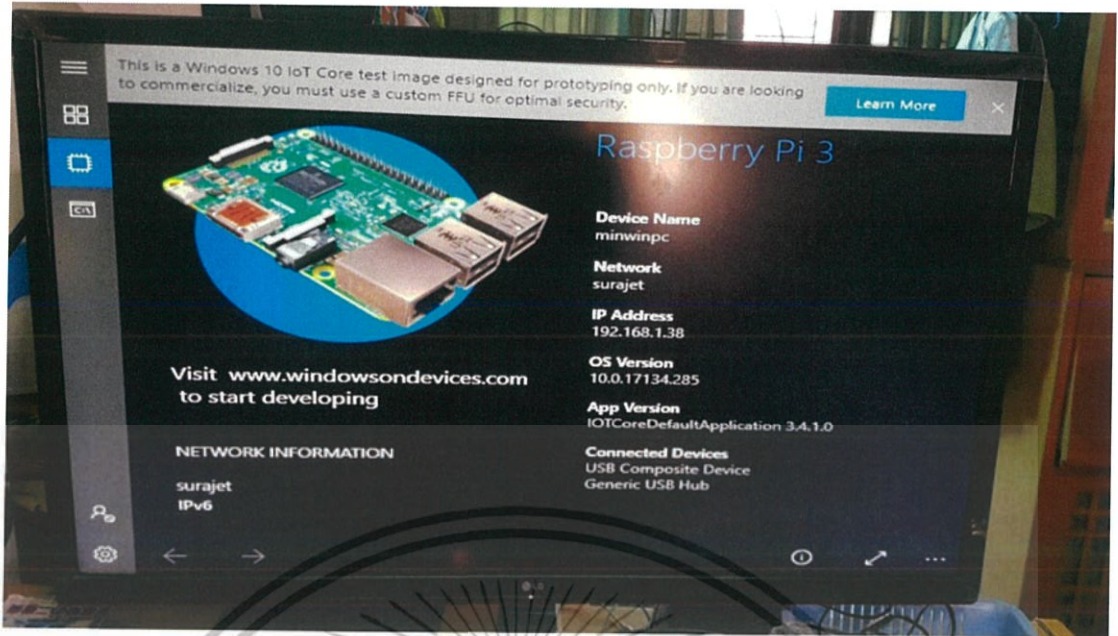 This is a Windows 10 IoT Core test image designed for prototyping only. If you are looking
to commercialize, you must use a custom FFU for optimal security.
Learn More
Raspberry Pi 3
Device Name
minwinpc
Network
surajet
IP Address
192.168.1.38
OS Version
10.0.17134.285
App Version
IOTCoreDefaultApplication 3.4.1.0
Connected Devices
USB Composite Device
Generic USB Hub
Visit www.windowsondevices.com
to start developing
NETWORK INFORMATION
surajet
IPv6
LG